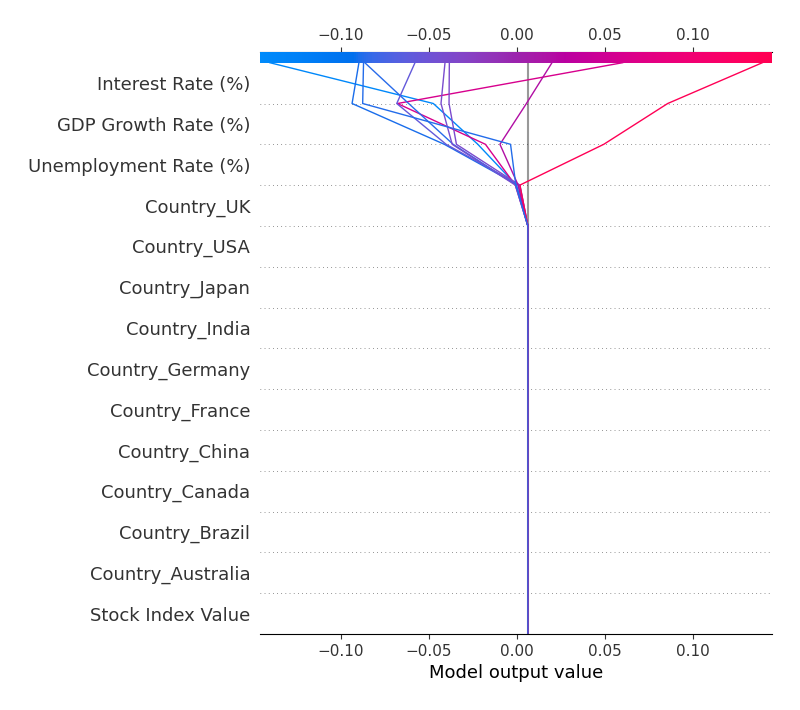 −0.10 −0.05 0.00 0.05 0.10
Interest Rate (%)
GDP Growth Rate (%)
Unemployment Rate (%)
Country_UK
Country_USA
Country_Japan
Country_India
Country_Germany
Country_France
Country_China
Country_Canada
Country_Brazil
Country_Australia
Stock Index Value
−0.10 −0.05 0.00 0.05 0.10
Model output value